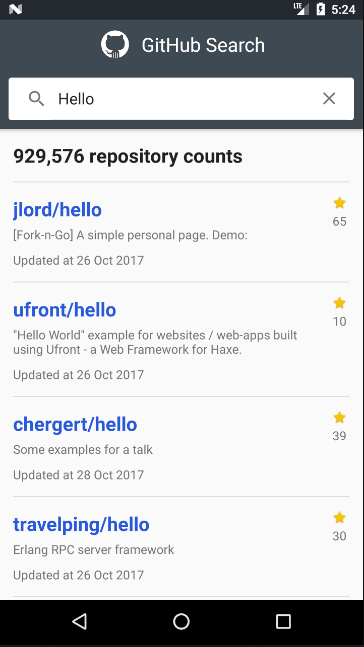 LTE 5:24
GitHub Search
Hello
929,576 repository counts
jlord/hello
65
[Fork-n-Go] A simple personal page. Demo:
Updated at 26 Oct 2017
ufront/hello
10
"Hello World" example for websites / web-apps built
using Ufront - a Web Framework for Haxe.
Updated at 26 Oct 2017
chergert/hello
39
Some examples for a talk
Updated at 28 Oct 2017
travelping/hello
30
Erlang RPC server framework
Updated at 26 Oct 2017